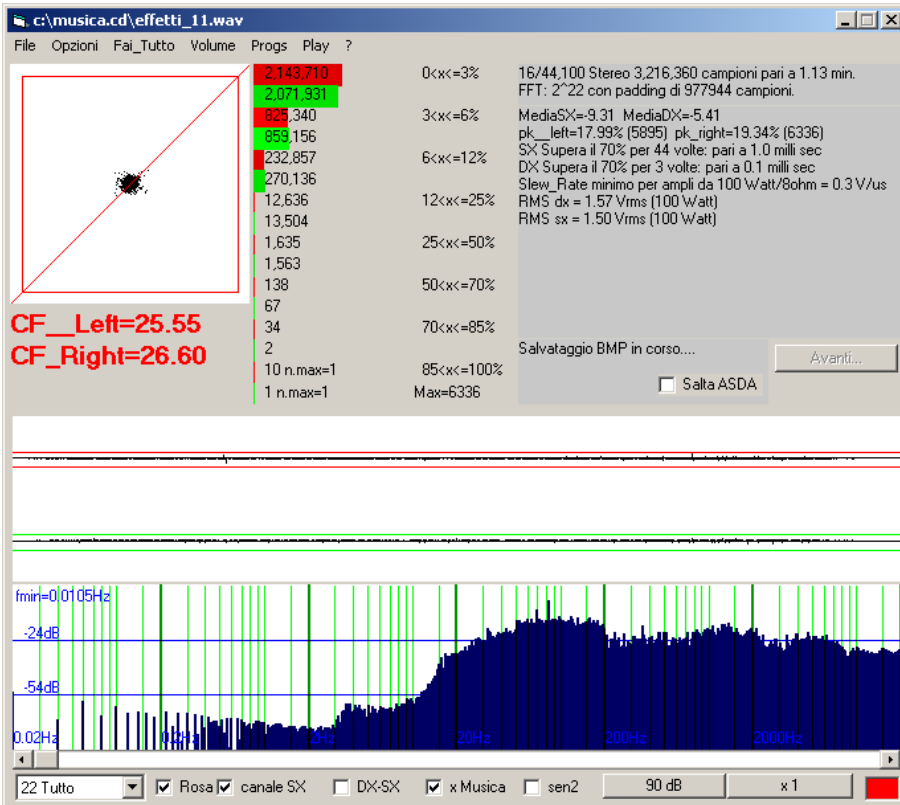 c:\musica.cd\effetti_11.wav
File Opzioni Fai_Tutto Volume Progs Play ?
2,143,710 0<x<=3%
2,071,931
825,340 3<x<=6%
859,156
232,857 6<x<=12%
270,136
12,636 12<x<=25%
13,504
1,635 25<x<=50%
1,563
138 50<x<=70%
67
34 70<x<=85%
2
10 n.max=1 85<x<=100%
1 n.max=1 Max=6336
16/44,100 Stereo 3,216,360 campioni pari a 1.13 min.
FFT: 2^22 con padding di 977944 campioni.
MediaSX=-9.31 MediaDX=-5.41
pk__left=17.99% (5895) pk_right=19.34% (6336)
SX Supera il 70% per 44 volte: pari a 1.0 milli sec
DX Supera il 70% per 3 volte: pari a 0.1 milli sec
Slew_Rate minimo per ampli da 100 Watt/8ohm = 0.3 V/us
RMS dx = 1.57 Vrms (100 Watt)
RMS sx = 1.50 Vrms (100 Watt)
CF__Left=25.55
CF_Right=26.60
Salvataggio BMP in corso....
Avanti...
Salta ASDA
fmin=0.0105Hz
-24dB
-54dB
0.02Hz 0.2Hz 2Hz 20Hz 200Hz 2000Hz
22 Tutto Rosa canale SX DX-SX x Musica sen2 90 dB x 1